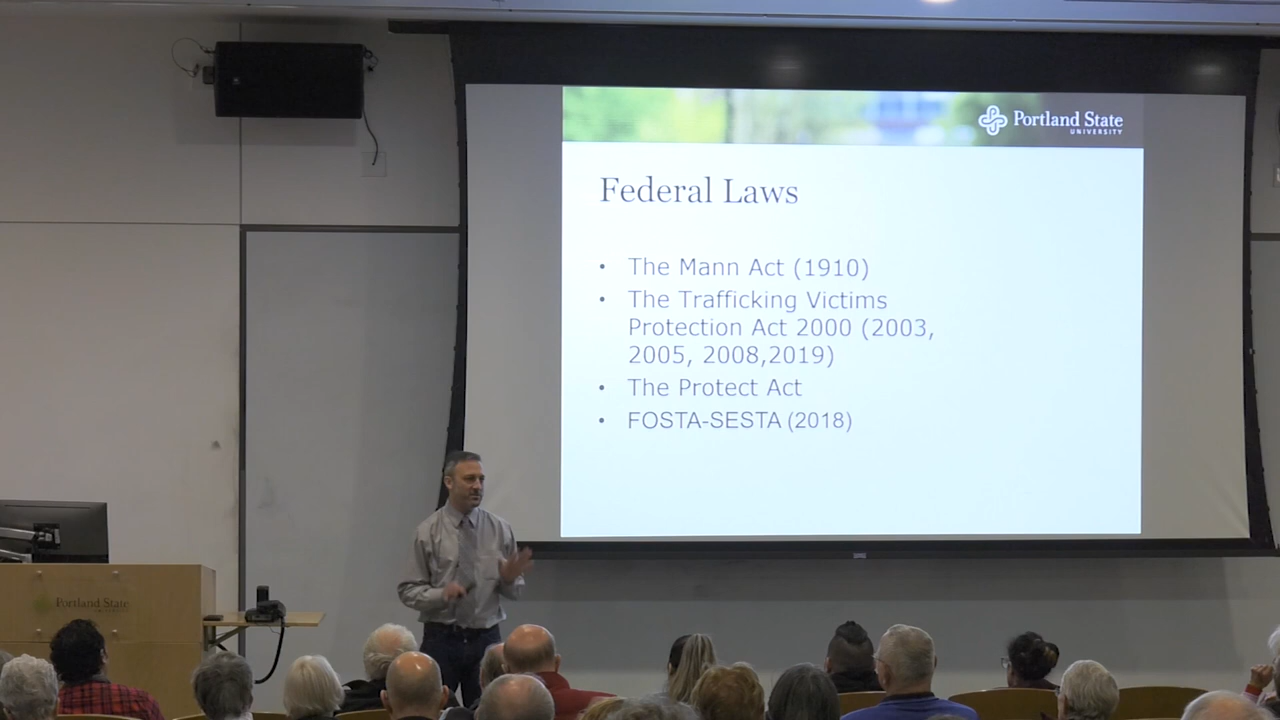 Portland State
UNIVERSITY
Federal Laws
• The Mann Act (1910)
• The Trafficking Victims
Protection Act 2000 (2003,
2005, 2008,2019)
• The Protect Act
• FOSTA-SESTA (2018)
Portland State